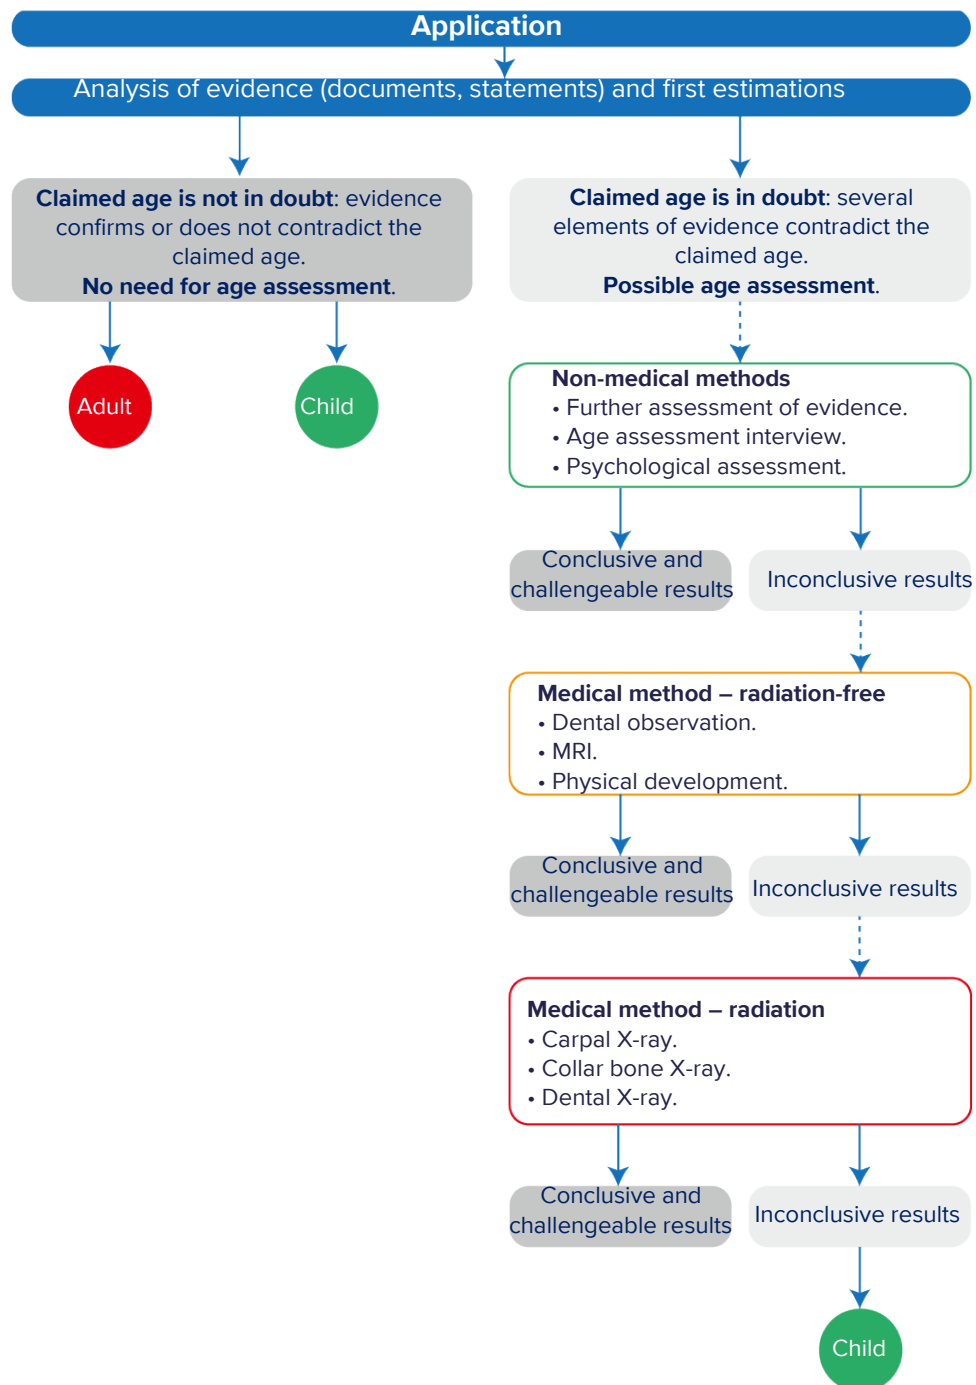 Application
Analysis of evidence (documents, statements) and first estimations
Claimed age is not in doubt: evidence
confirms or does not contradict the
claimed age.
No need for age assessment.
Claimed age is in doubt: several
elements of evidence contradict the
claimed age.
Possible age assessment.
Adult
Child
Non-medical methods
• Further assessment of evidence.
• Age assessment interview.
• Psychological assessment.
Conclusive and
challengeable results
Inconclusive results
Medical method – radiation-free
• Dental observation.
• MRI.
• Physical development.
Conclusive and
challengeable results
Inconclusive results
Medical method – radiation
• Carpal X-ray.
• Collar bone X-ray.
• Dental X-ray.
Conclusive and
challengeable results
Inconclusive results
Child